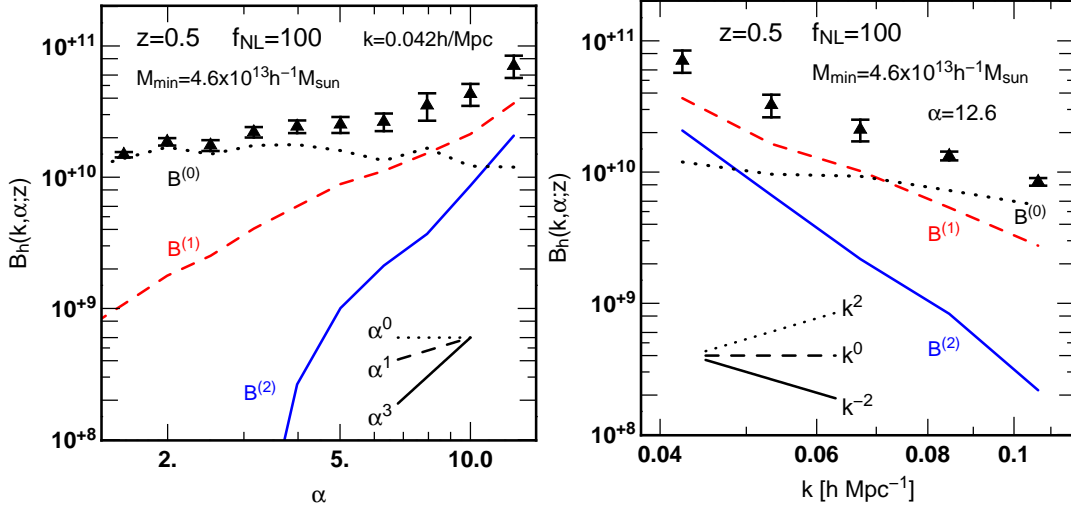 z=0.5 f_NL=100 k=0.042h/Mpc
M_min=4.6x10^13h^−1M_sun
B^(0)
B^(1)
B^(2)
α^0
α^1
α^3
10^+11
10^+10
10^+9
10^+8
B_h(k,α;z)
2. 5. 10.0
α
z=0.5 f_NL=100
M_min=4.6x10^13h^−1M_sun
α=12.6
B^(0)
B^(1)
B^(2)
k^2
k^0
k^−2
10^+11
10^+10
10^+9
10^+8
B_h(k,α;z)
0.04 0.06 0.08 0.1
k [h Mpc^−1]